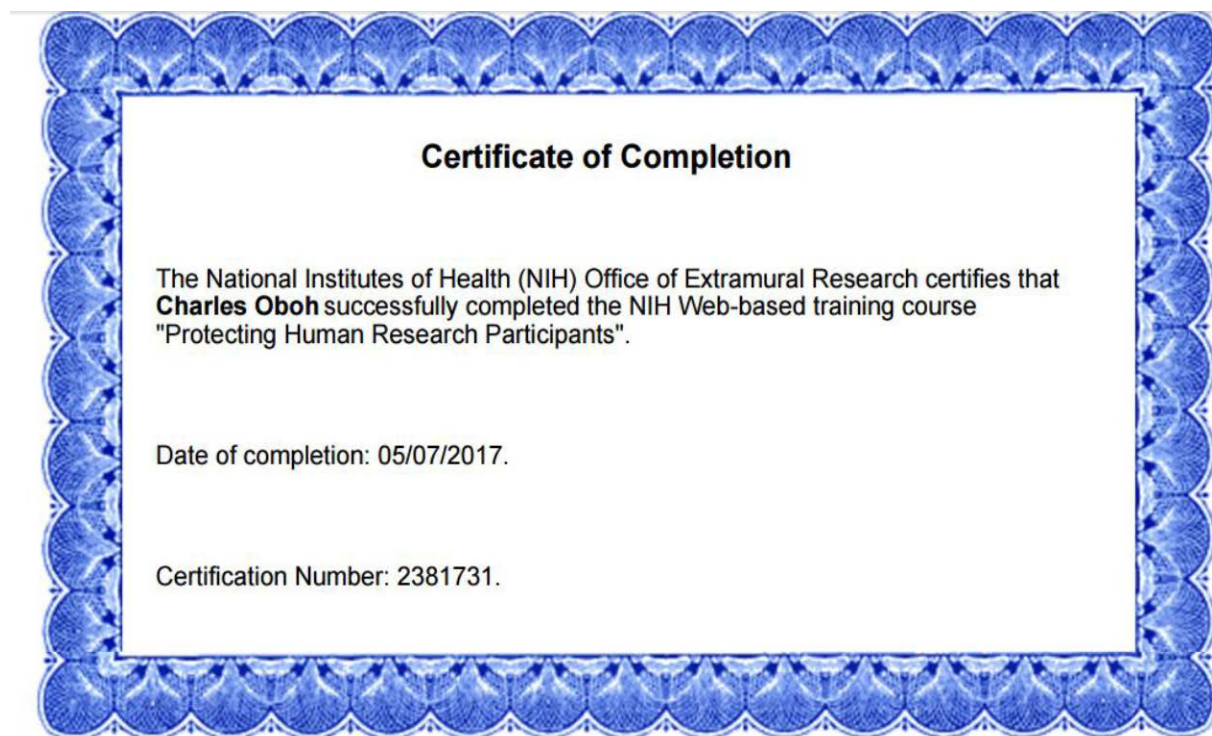 Certificate of Completion
The National Institutes of Health (NIH) Office of Extramural Research certifies that
Charles Oboh successfully completed the NIH Web-based training course
"Protecting Human Research Participants".
Date of completion: 05/07/2017.
Certification Number: 2381731.